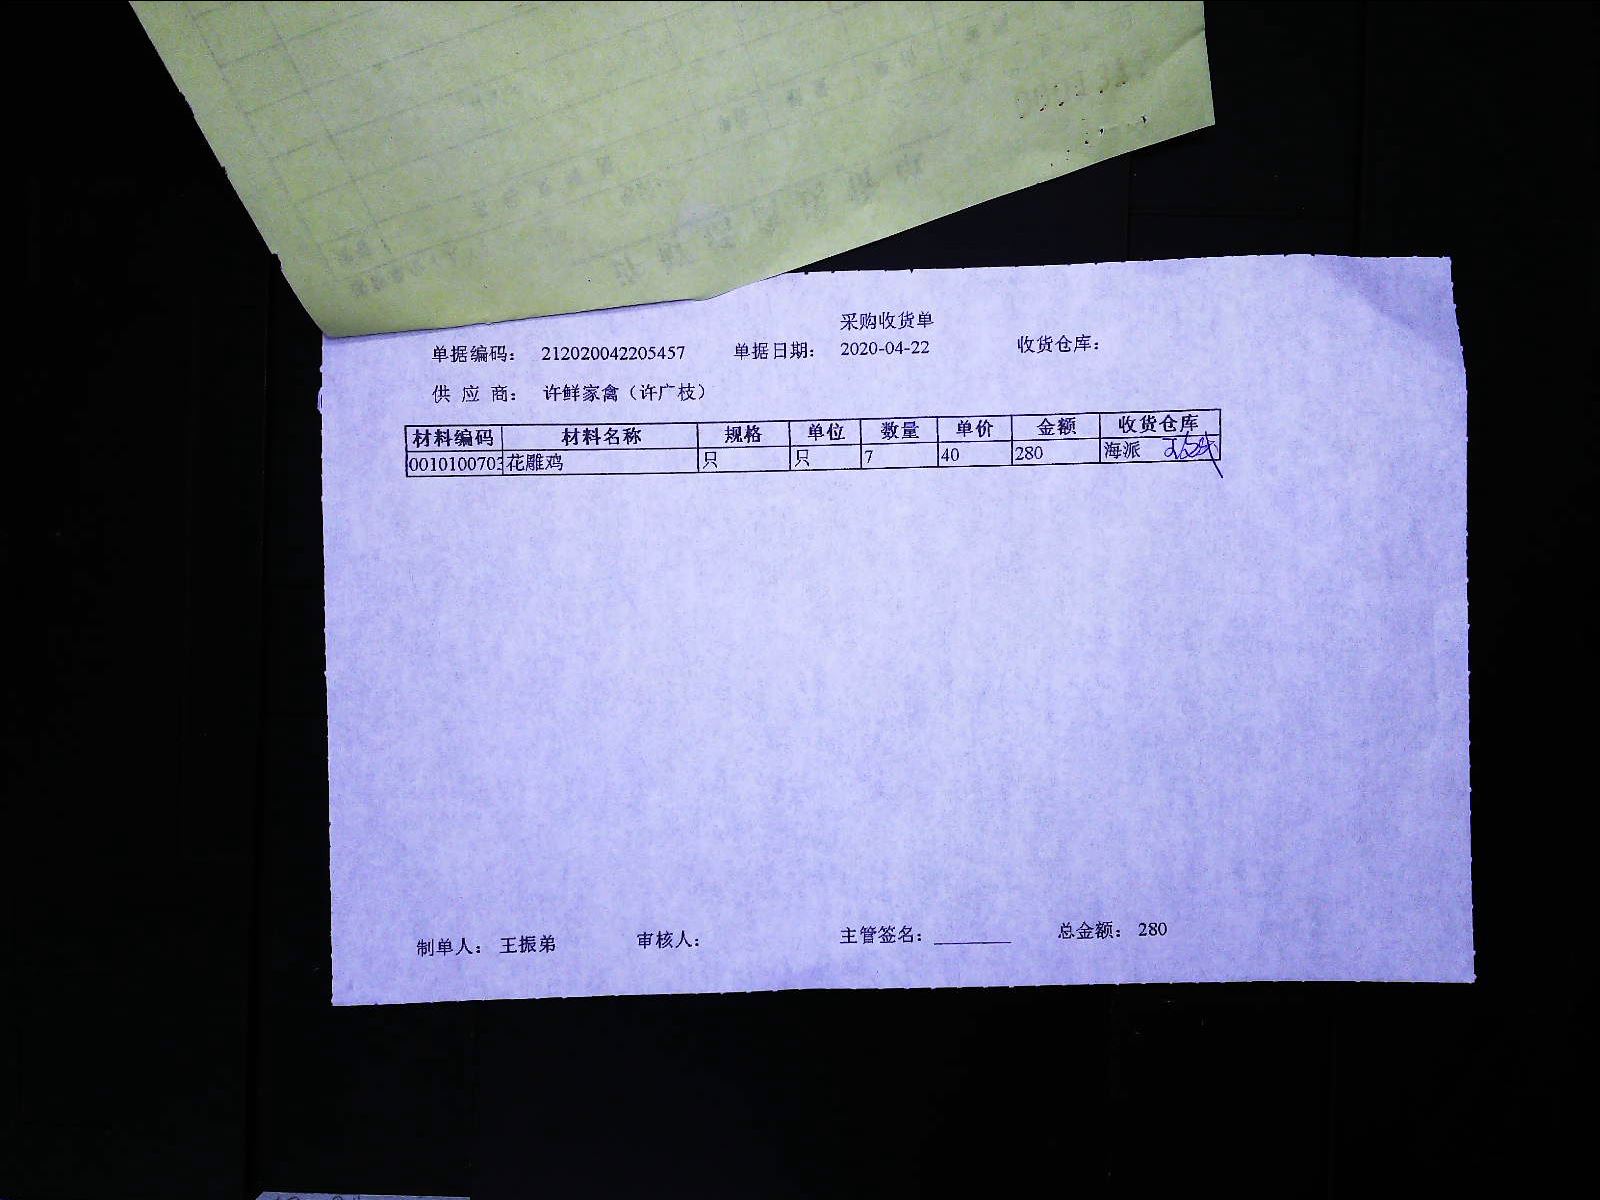 采购收货单
单据编码： 212020042205457 单据日期： 2020-04-22 收货仓库：
供 应 商： 许鲜家禽（许广枝）
材料编码 材料名称 规格 单位 数量 单价 金额 收货仓库
0010100703 花雕鸡 只 只 7 40 280 海派
制单人： 王振弟 审核人： 主管签名： 总金额： 280